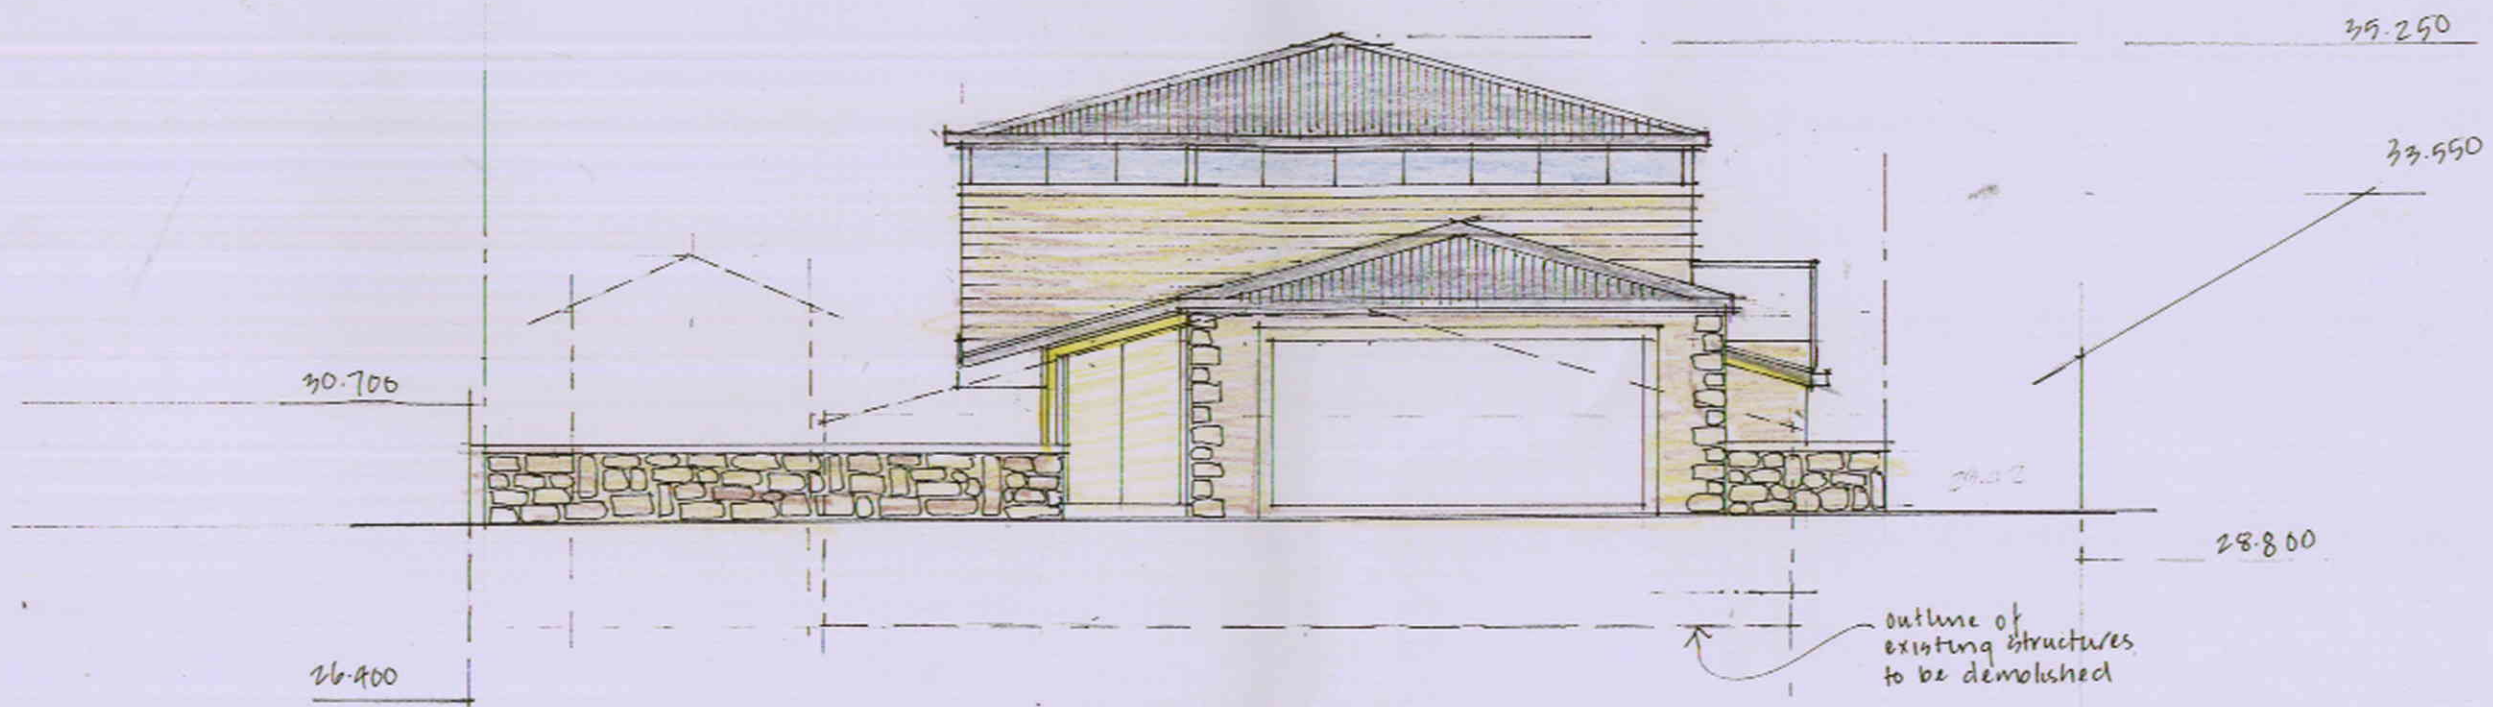 35.250
33.550
30.700
28.800
26.400
outline of
existing structures
to be demolished